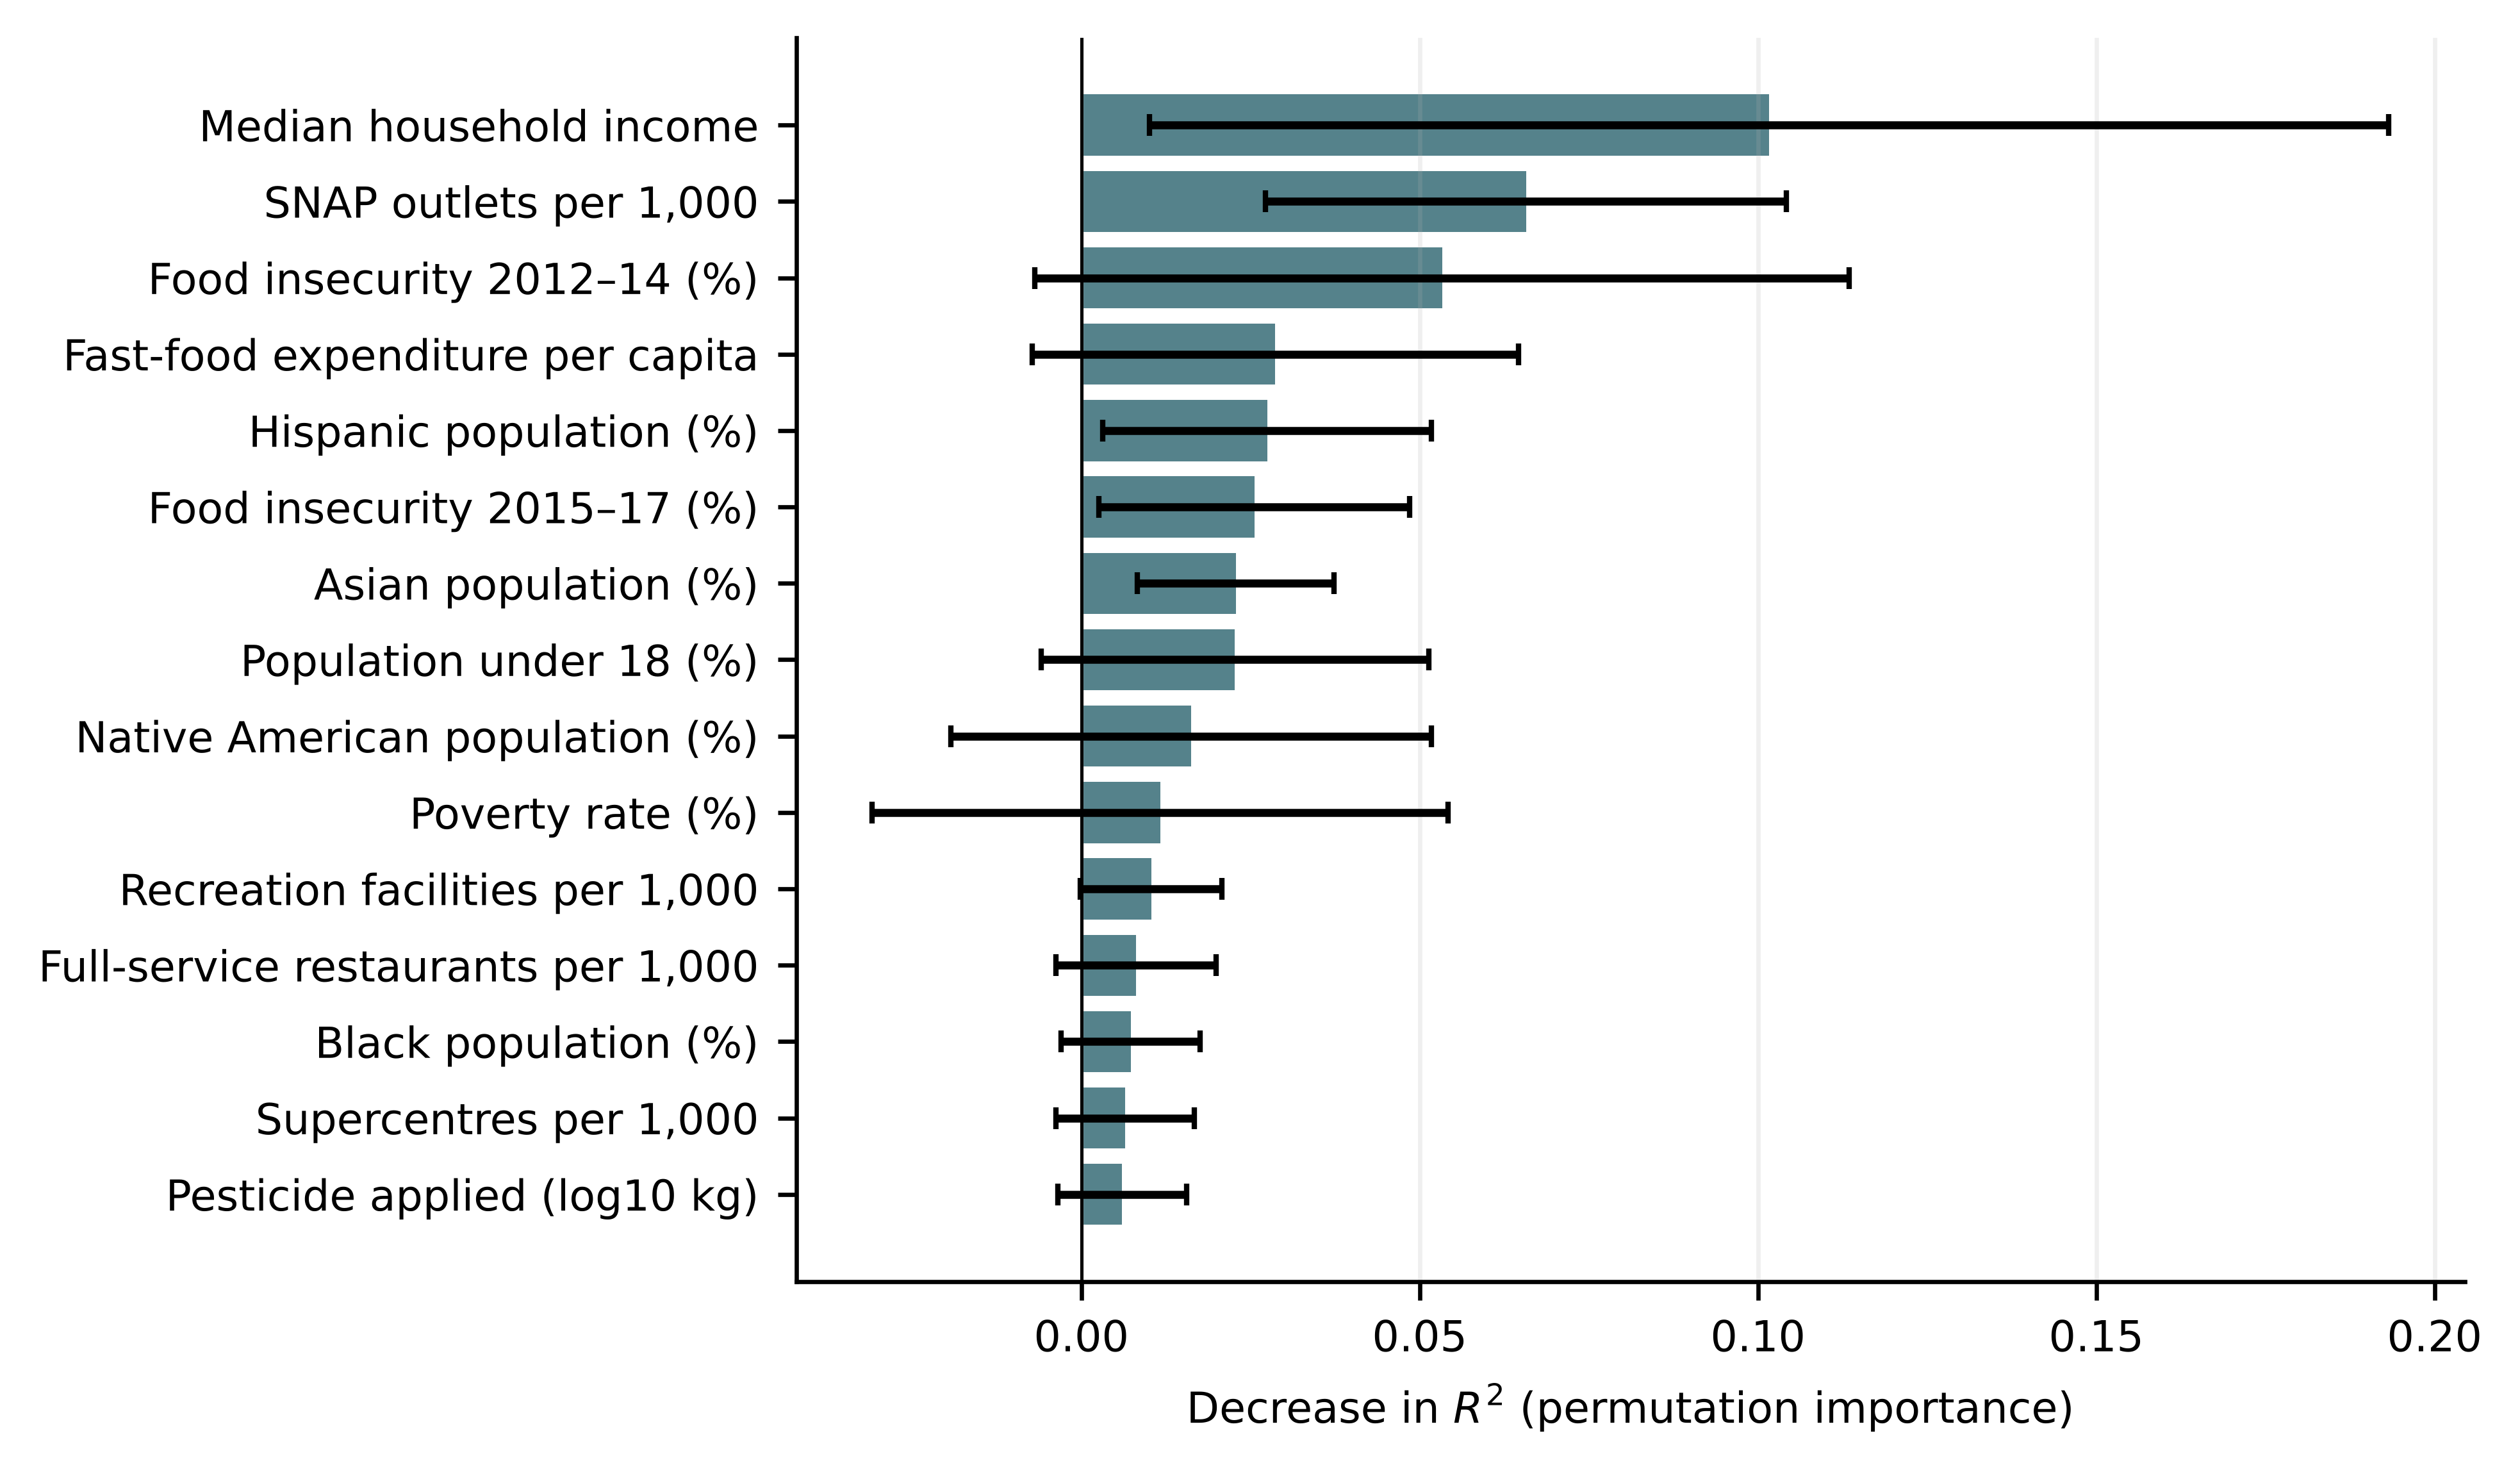 Median household income
SNAP outlets per 1,000
Food insecurity 2012–14 (%)
Fast-food expenditure per capita
Hispanic population (%)
Food insecurity 2015–17 (%)
Asian population (%)
Population under 18 (%)
Native American population (%)
Poverty rate (%)
Recreation facilities per 1,000
Full-service restaurants per 1,000
Black population (%)
Supercentres per 1,000
Pesticide applied (log10 kg)
0.00 0.05 0.10 0.15 0.20
Decrease in R² (permutation importance)